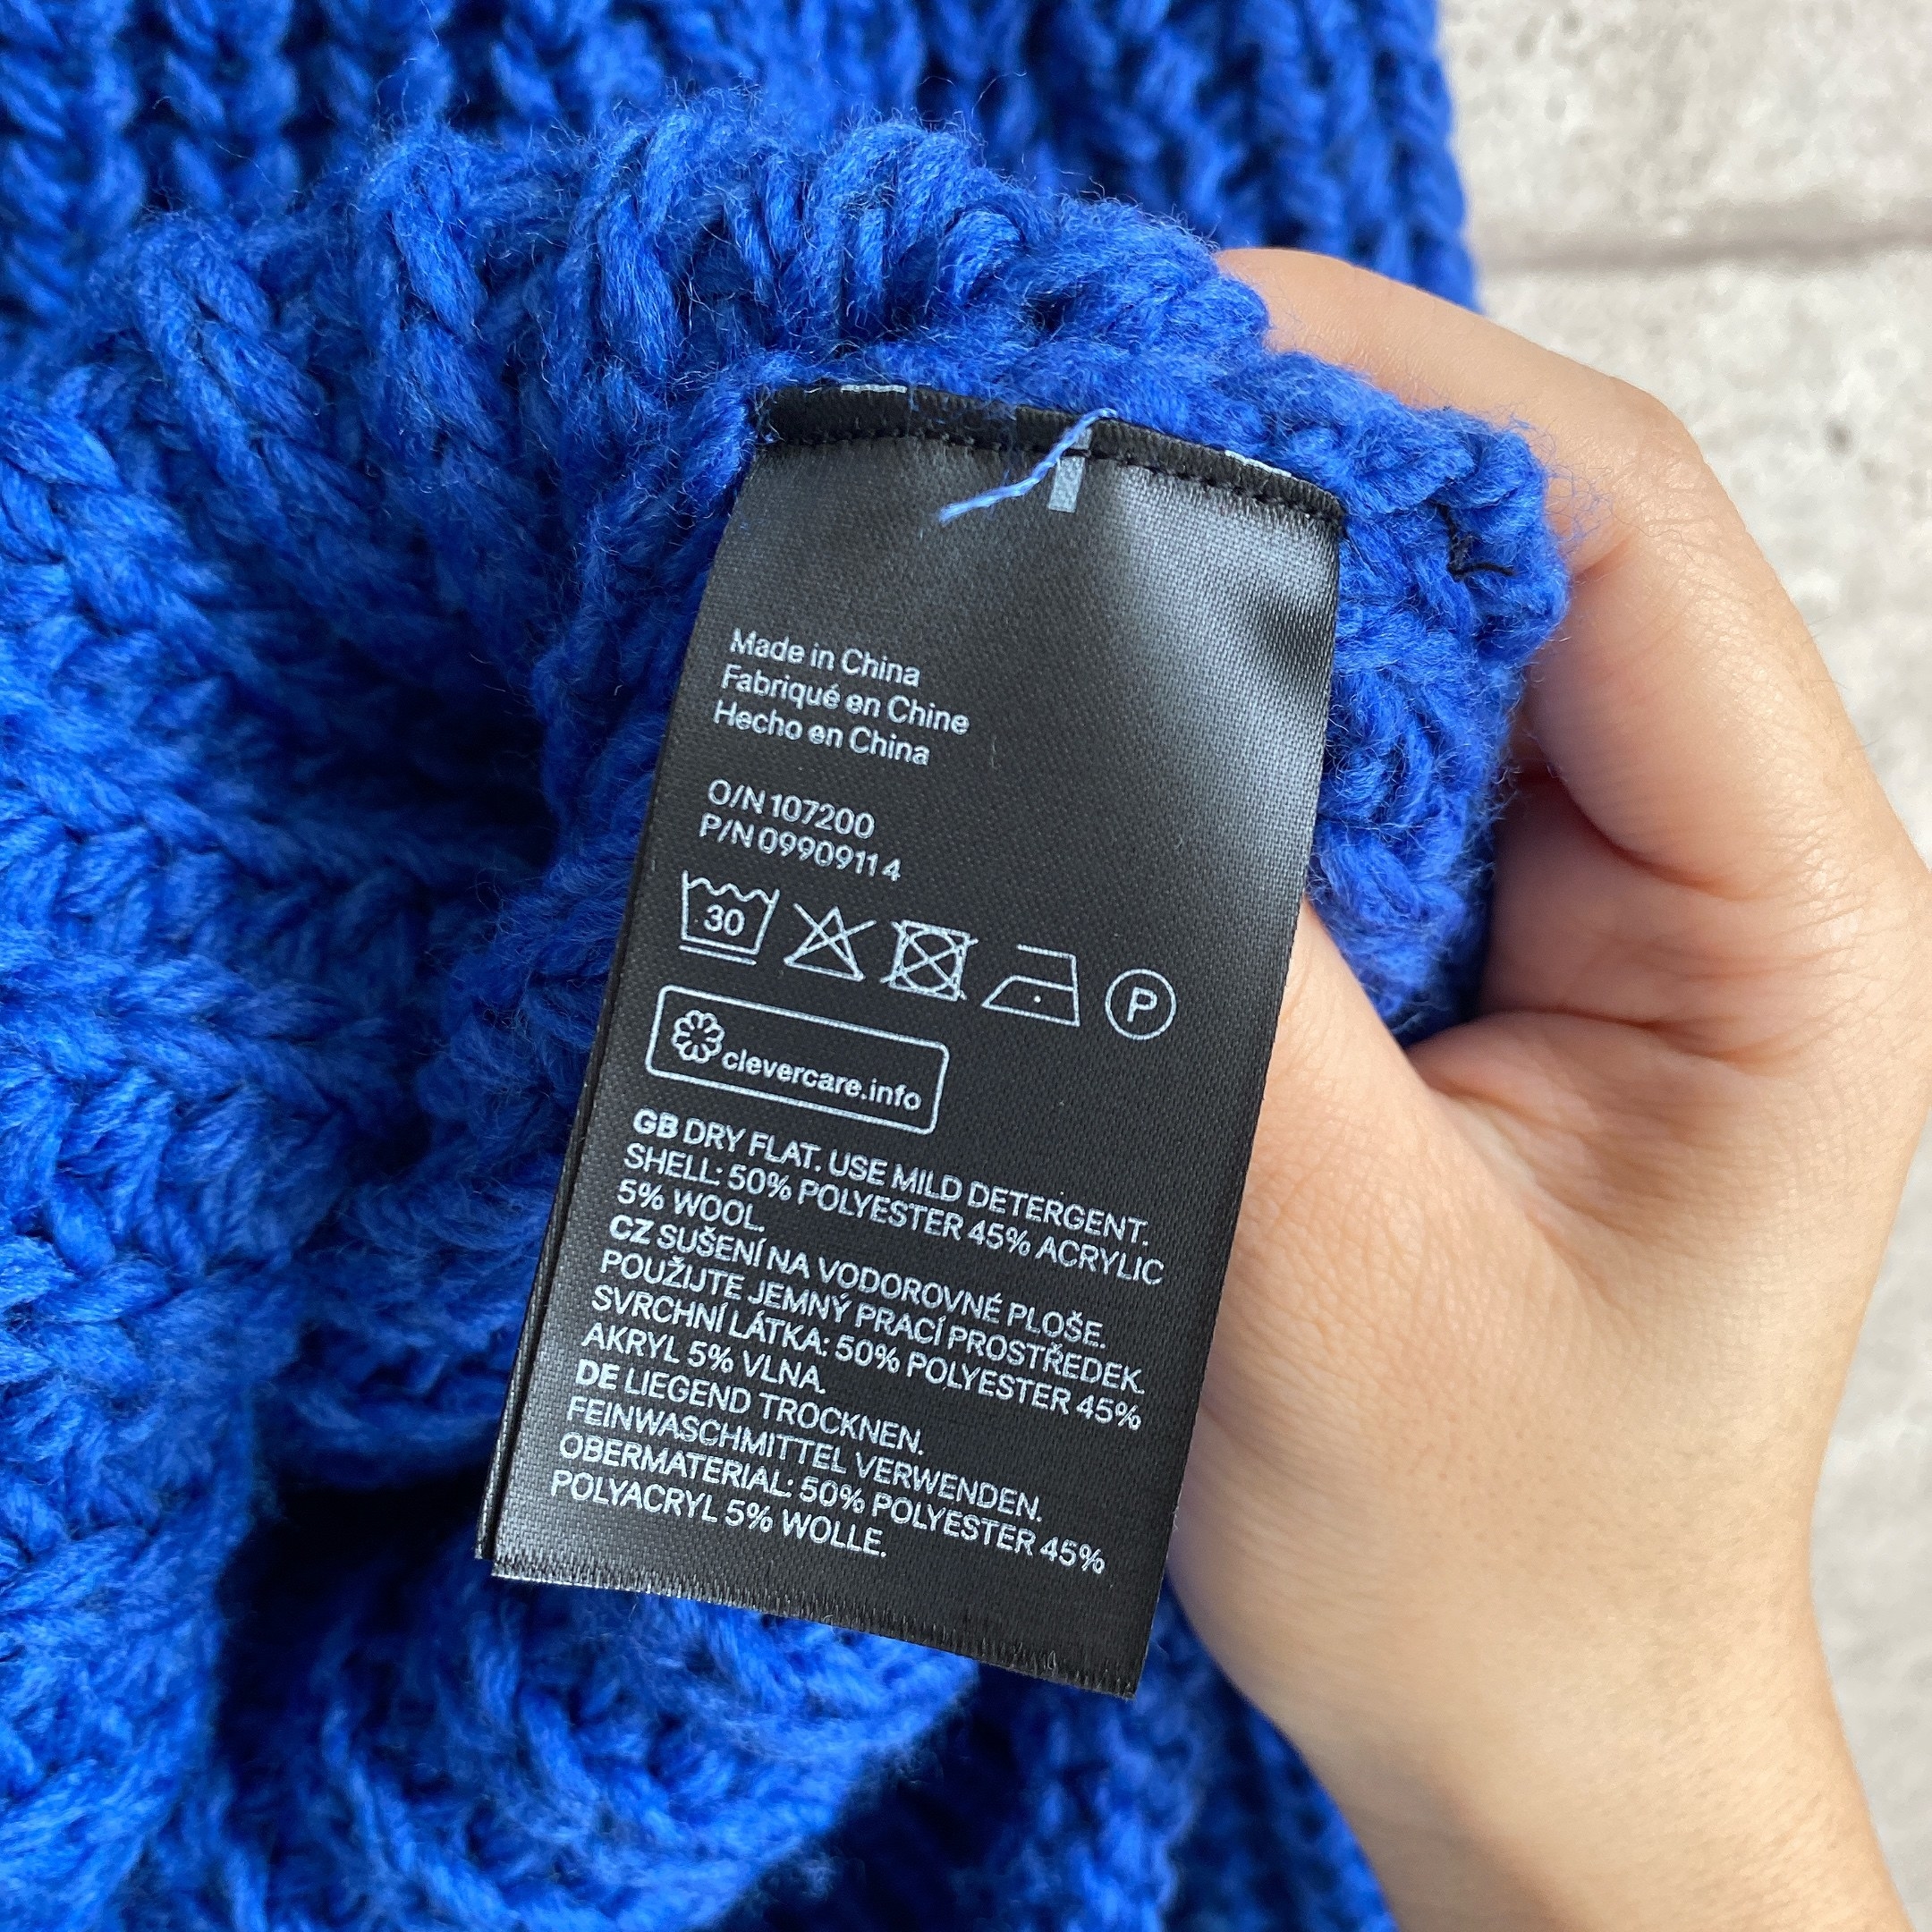 Made in China
Fabriqué en Chine
Hecho en China
O/N 107200
P/N 0990911 4
30
P
clevercare.info
GB DRY FLAT. USE MILD DETERGENT.
SHELL: 50% POLYESTER 45% ACRYLIC
5% WOOL.
CZ SUŠENÍ NA VODOROVNÉ PLOŠE.
POUŽIJTE JEMNÝ PRACÍ PROSTŘEDEK.
SVRCHNÍ LÁTKA: 50% POLYESTER 45%
AKRYL 5% VLNA.
DE LIEGEND TROCKNEN.
FEINWASCHMITTEL VERWENDEN.
OBERMATERIAL: 50% POLYESTER 45%
POLYACRYL 5% WOLLE.